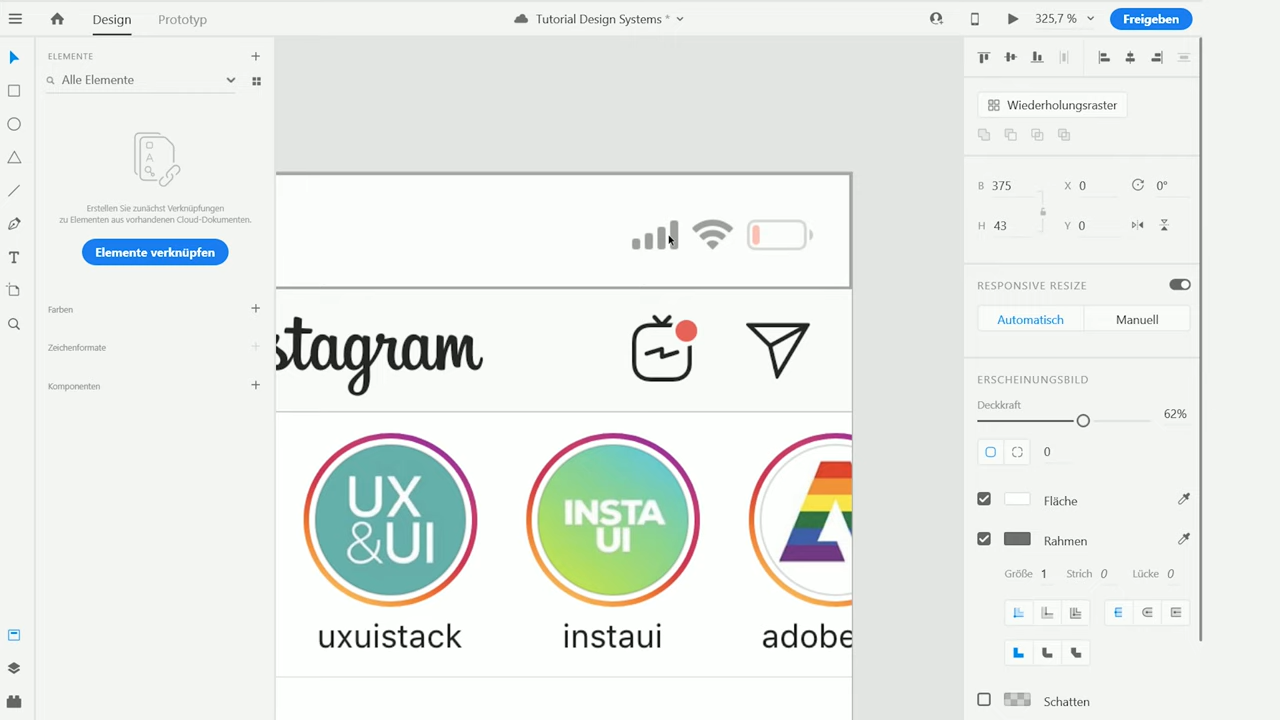 Design
Prototyp
Tutorial Design Systems *
325,7 %
Freigeben
ELEMENTE
Alle Elemente
Erstellen Sie zunächst Verknüpfungen
zu Elementen aus vorhandenen Cloud-Dokumenten.
Elemente verknüpfen
Farben
Zeichenformate
Komponenten
stagram
UX
&UI
INSTA
UI
uxuistack
instaui
adobe
Wiederholungsraster
B 375
X 0
0°
H 43
Y 0
RESPONSIVE RESIZE
Automatisch
Manuell
ERSCHEINUNGSBILD
Deckkraft
62%
0
Fläche
Rahmen
Größe 1
Strich 0
Lücke 0
Schatten